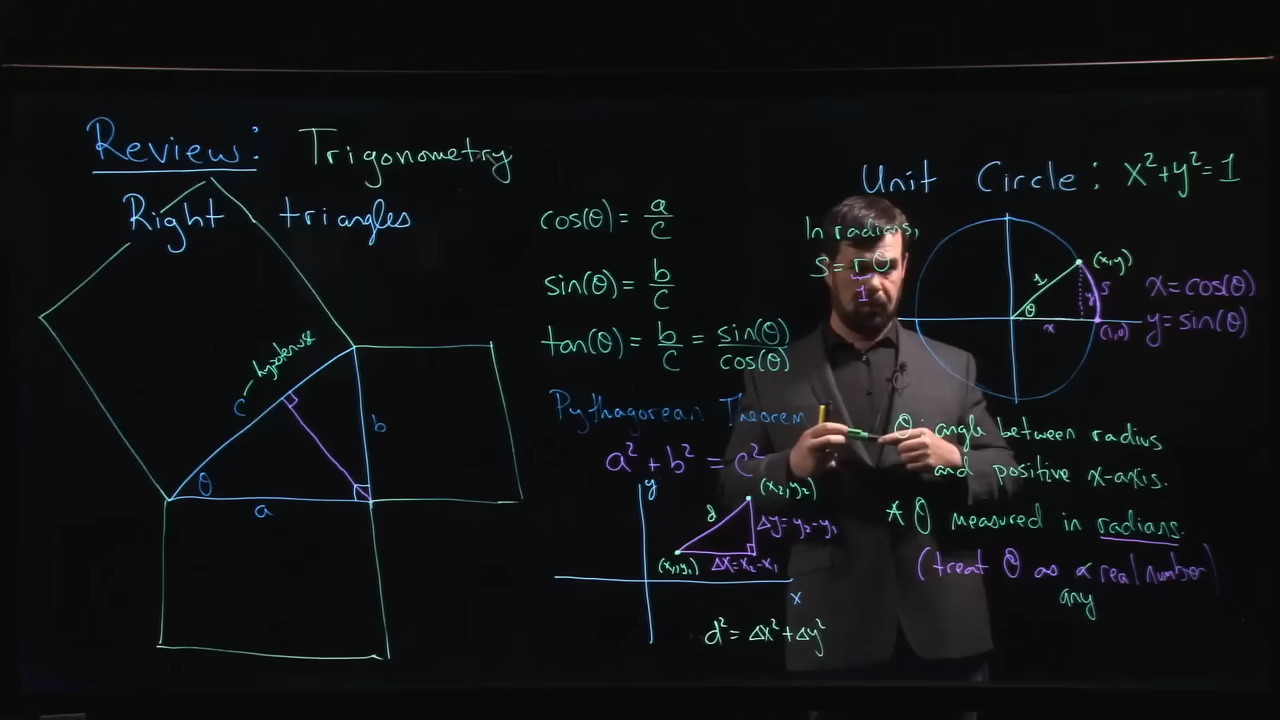 Review: Trigonometry
Right triangles
c hypotenuse
b
θ
a
cos(θ) = a/c
sin(θ) = b/c
tan(θ) = b/c = sin(θ)/cos(θ)
Pythagorean Theorem
a² + b² = c²
y
(x₂,y₂)
d
Δy = y₂-y₁
(x₁,y₁) Δx = x₂-x₁
x
d² = Δx² + Δy²
Unit Circle: x²+y²=1
In radians,
S = rθ
1
(x,y)
1
s
y
θ
x
(1,0)
x = cos(θ)
y = sin(θ)
θ: angle between radius
and positive x-axis.
* θ measured in radians.
(treat θ as a real number)
any